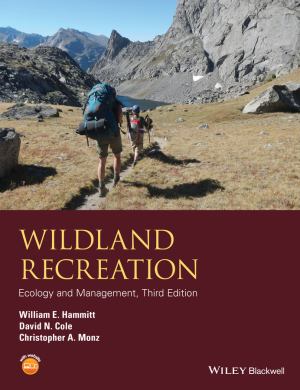 WILDLAND
RECREATION
Ecology and Management, Third Edition
William E. Hammitt
David N. Cole
Christopher A. Monz
WILEY Blackwell